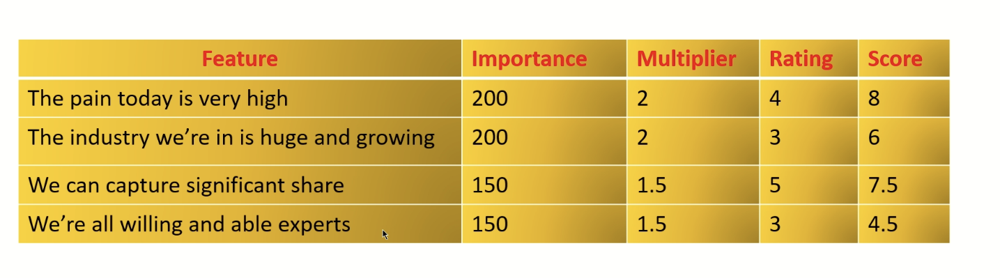 Feature Importance Multiplier Rating Score
The pain today is very high 200 2 4 8
The industry we’re in is huge and growing 200 2 3 6
We can capture significant share 150 1.5 5 7.5
We’re all willing and able experts 150 1.5 3 4.5